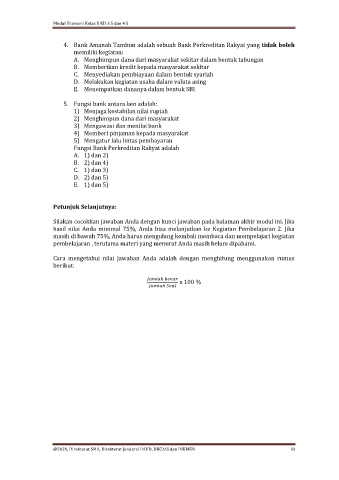 Modul Ekonomi Kelas X KD 3.5 dan 4.5
4. Bank Amanah Tambun adalah sebuah Bank Perkreditan Rakyat yang tidak boleh
memiliki kegiatan:
A. Menghimpun dana dari masyarakat sekitar dalam bentuk tabungan
B. Memberikan kredit kepada masyarakat sekitar
C. Menyediakan pembiayaan dalam bentuk syariah
D. Melakukan kegiatan usaha dalam valuta asing
E. Menempatkan dananya dalam bentuk SBI
5. Fungsi bank antara lain adalah:
1) Menjaga kestabilan nilai rupiah
2) Menghimpun dana dari masyarakat
3) Mengawasi dan menilai bank
4) Memberi pinjaman kepada masyarakat
5) Mengatur lalu lintas pembayaran
Fungsi Bank Perkreditan Rakyat adalah
A. 1) dan 2)
B. 2) dan 4)
C. 1) dan 3)
D. 2) dan 5)
E. 1) dan 5)
Petunjuk Selanjutnya:
Silakan cocokkan jawaban Anda dengan kunci jawaban pada halaman akhir modul ini. Jika
hasil nilai Anda minimal 75%, Anda bisa melanjutkan ke Kegiatan Pembelajaran 2. Jika
masih di bawah 75%, Anda harus mengulang kembali membaca dan mempelajari kegiatan
pembelajaran , terutama materi yang menurut Anda masih belum dipahami.
Cara mengetahui nilai jawaban Anda adalah dengan menghitung menggunakan rumus
berikut:
Jumlah benar
Jumlah Soal x 100 %
@2020, Direktorat SMA, Direktorat Jenderal PAUD, DIKDAS dan DIKMEN